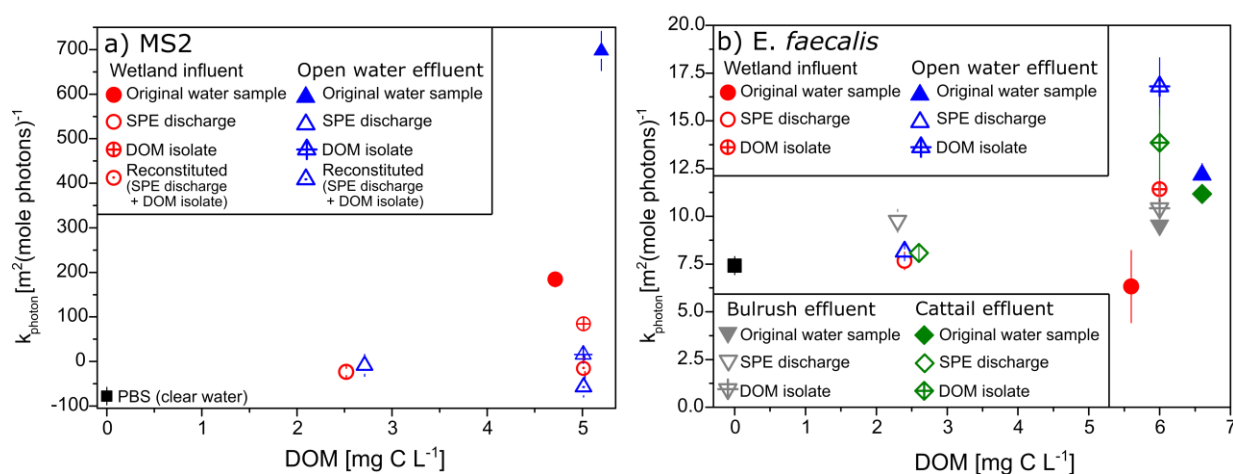 a) MS2
Wetland influent
Original water sample
SPE discharge
DOM isolate
Reconstituted
(SPE discharge
+ DOM isolate)
Open water effluent
Original water sample
SPE discharge
DOM isolate
Reconstituted
(SPE discharge
+ DOM isolate)
PBS (clear water)
700
600
500
400
300
200
100
0
-100
k_photon [m²(mole photons)⁻¹
0 1 2 3 4 5
DOM [mg C L⁻¹]
b) E. faecalis
Wetland influent
Original water sample
SPE discharge
DOM isolate
Open water effluent
Original water sample
SPE discharge
DOM isolate
Bulrush effluent
Original water sample
SPE discharge
DOM isolate
Cattail effluent
Original water sample
SPE discharge
DOM isolate
20.0
17.5
15.0
12.5
10.0
7.5
5.0
2.5
0.0
k_photon [m²(mole photons)⁻¹
0 1 2 3 4 5 6 7
DOM [mg C L⁻¹]